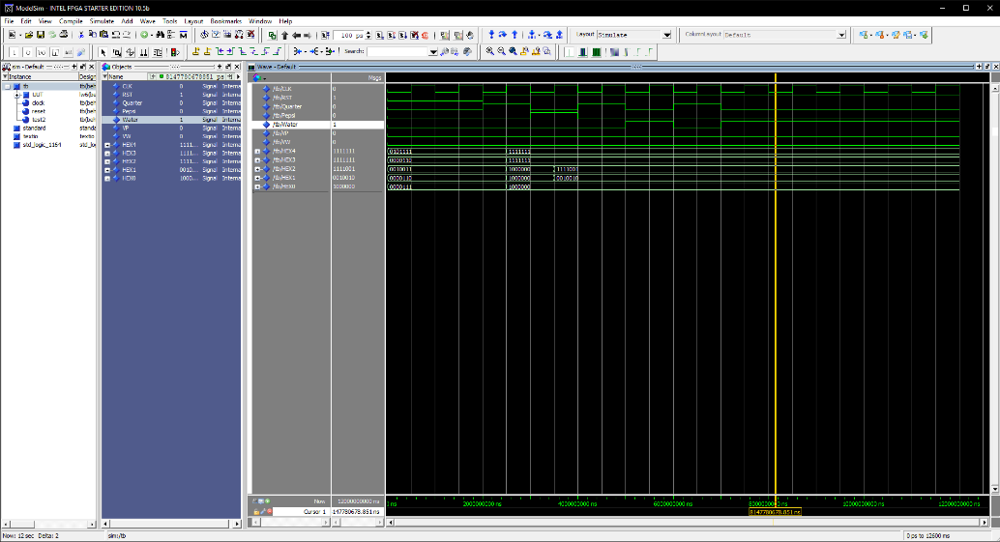 ModelSim - INTEL FPGA STARTER EDITION 10.5b
File Edit View Compile Simulate Add Wave Tools Layout Bookmarks Window Help
100 ps
Layout Simulate
ColumnLayout Default
Search:
sim - Default
Objects
Wave - Default
Instance Design
tb tb(beh
UUT
clock tb(beh
reset tb(beh
test2 tb(beh
standard standa
textio textio
std_logic_1164 std_lo
Name 8147780678851 ps
CLK 0 Signal Interna
RST 1 Signal Interna
Quarter 0 Signal Interna
Pepsi 0 Signal Interna
Water 1 Signal Interna
VP 0 Signal Interna
VW 0 Signal Interna
HEX4 1111... Signal Interna
HEX3 1111... Signal Interna
HEX2 1111... Signal Interna
HEX1 0010... Signal Interna
HEX0 1000... Signal Interna
Msgs
/tb/CLK 0
/tb/RST 1
/tb/Quarter 0
/tb/Pepsi 0
/tb/Water 1
/tb/VP 0
/tb/VW 0
/tb/HEX4 1111111 0101111 1111111
/tb/HEX3 1111111 0000110 1111111
/tb/HEX2 1111001 0010011 1000000 1111001
/tb/HEX1 0010010 0000110 1000000 0010010
/tb/HEX0 1000000 0000111 1000000
Now 12000000000 ns
Cursor 1 147780678.851 ns
ns 2000000000 ns 4000000000 ns 6000000000 ns 8000000000 ns 10000000000 ns 12000000000 ns
8147780678.851 ns
Now: 12 sec Delta: 2
sim:/tb
0 ps to 12600 ms